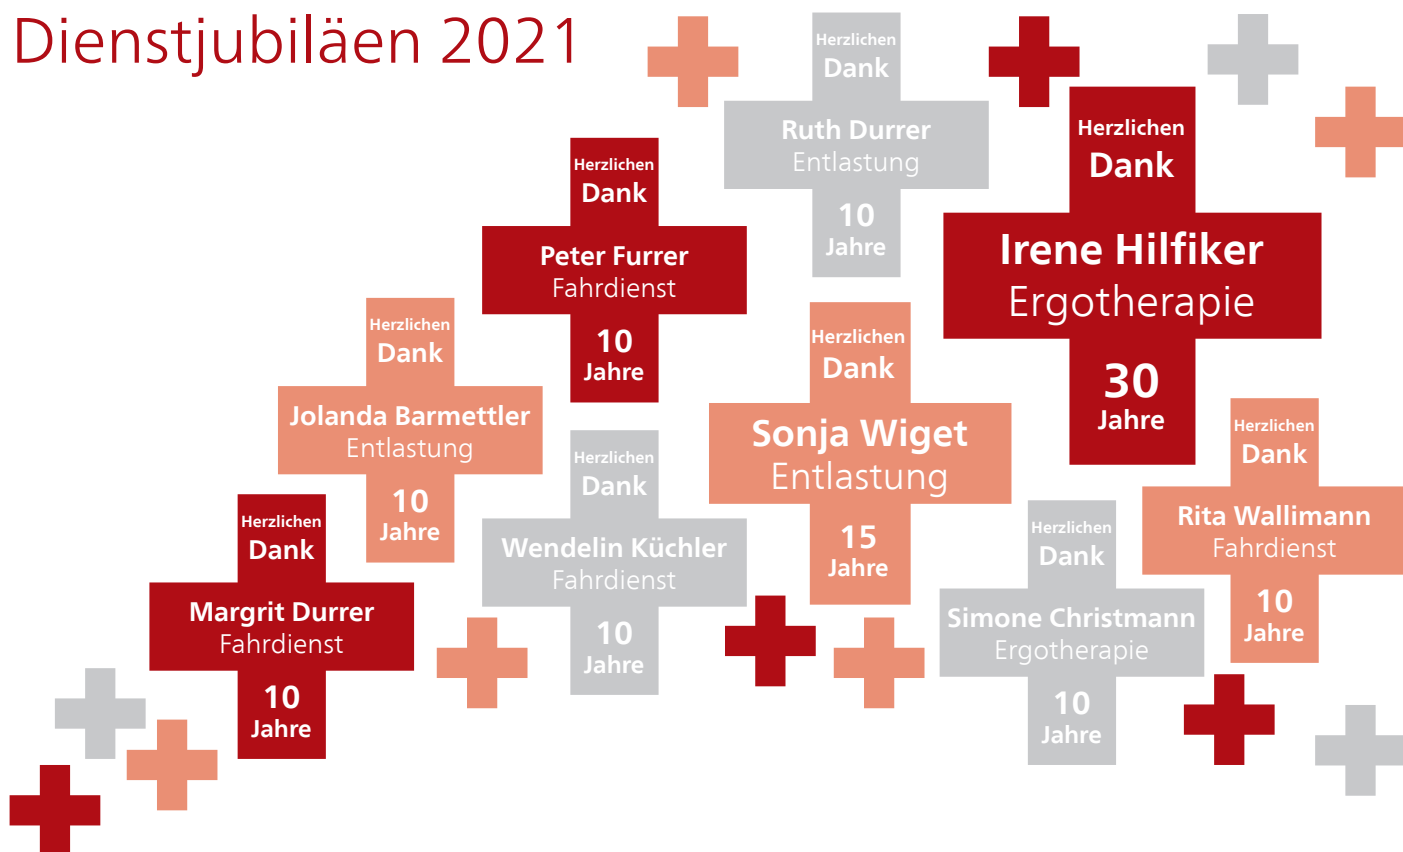 Dienstjubiläen 2021
Herzlichen
Dank
Ruth Durrer
Entlastung
10
Jahre
Herzlichen
Dank
Irene Hilfiker
Ergotherapie
30
Jahre
Herzlichen
Dank
Peter Furrer
Fahrdienst
10
Jahre
Herzlichen
Dank
Jolanda Barmettler
Entlastung
10
Jahre
Herzlichen
Dank
Sonja Wiget
Entlastung
15
Jahre
Herzlichen
Dank
Rita Wallimann
Fahrdienst
10
Jahre
Herzlichen
Dank
Wendelin Küchler
Fahrdienst
10
Jahre
Herzlichen
Dank
Margrit Durrer
Fahrdienst
10
Jahre
Herzlichen
Dank
Simone Christmann
Ergotherapie
10
Jahre